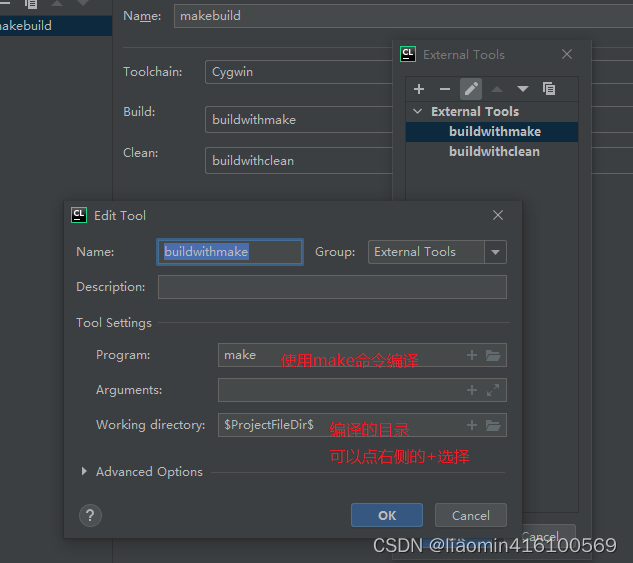 makebuild
Name: makebuild
Toolchain: Cygwin
Build: buildwithmake
Clean: buildwithclean
CL External Tools
External Tools
buildwithmake
buildwithclean
CL Edit Tool
Name: buildwithmake Group: External Tools
Description:
Tool Settings
Program: make 使用make命令编译
Arguments:
Working directory: $ProjectFileDir$ 编译的目录
可以点右侧的+选择
Advanced Options
? OK Cancel
Cancel
CSDN @liaomin416100569